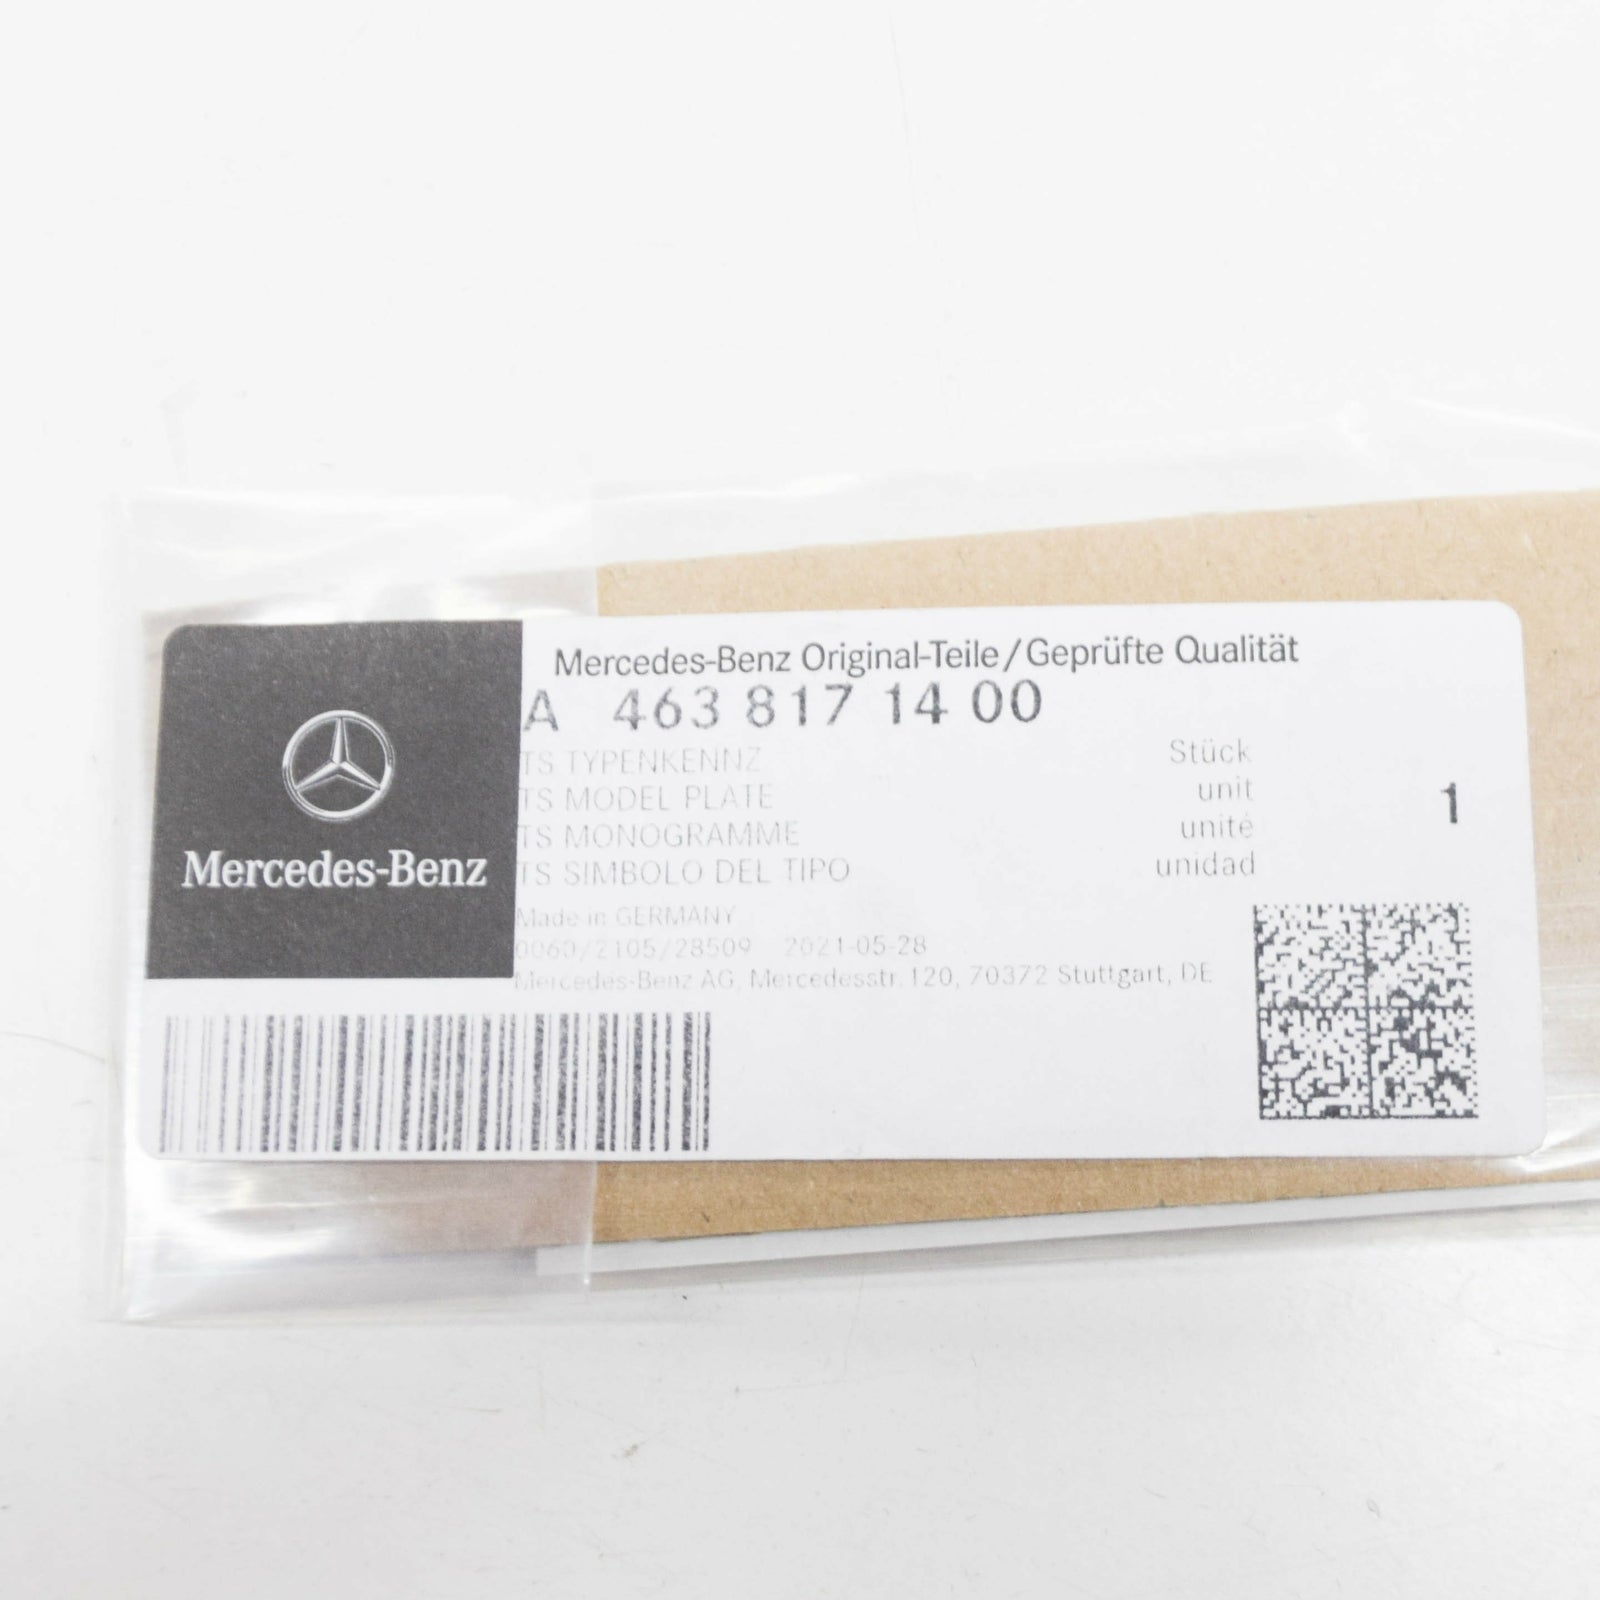 Mercedes-Benz
Mercedes-Benz Original-Teile/Geprüfte Qualität
A 463 817 14 00
TS TYPENKENNZ
TS MODEL PLATE
TS MONOGRAMME
TS SIMBOLO DEL TIPO
Stück
unit
unité
unidad
1
Made in GERMANY
0060/2105/28509 2021-05-28
Mercedes-Benz AG, Mercedesstr.120, 70372 Stuttgart, DE